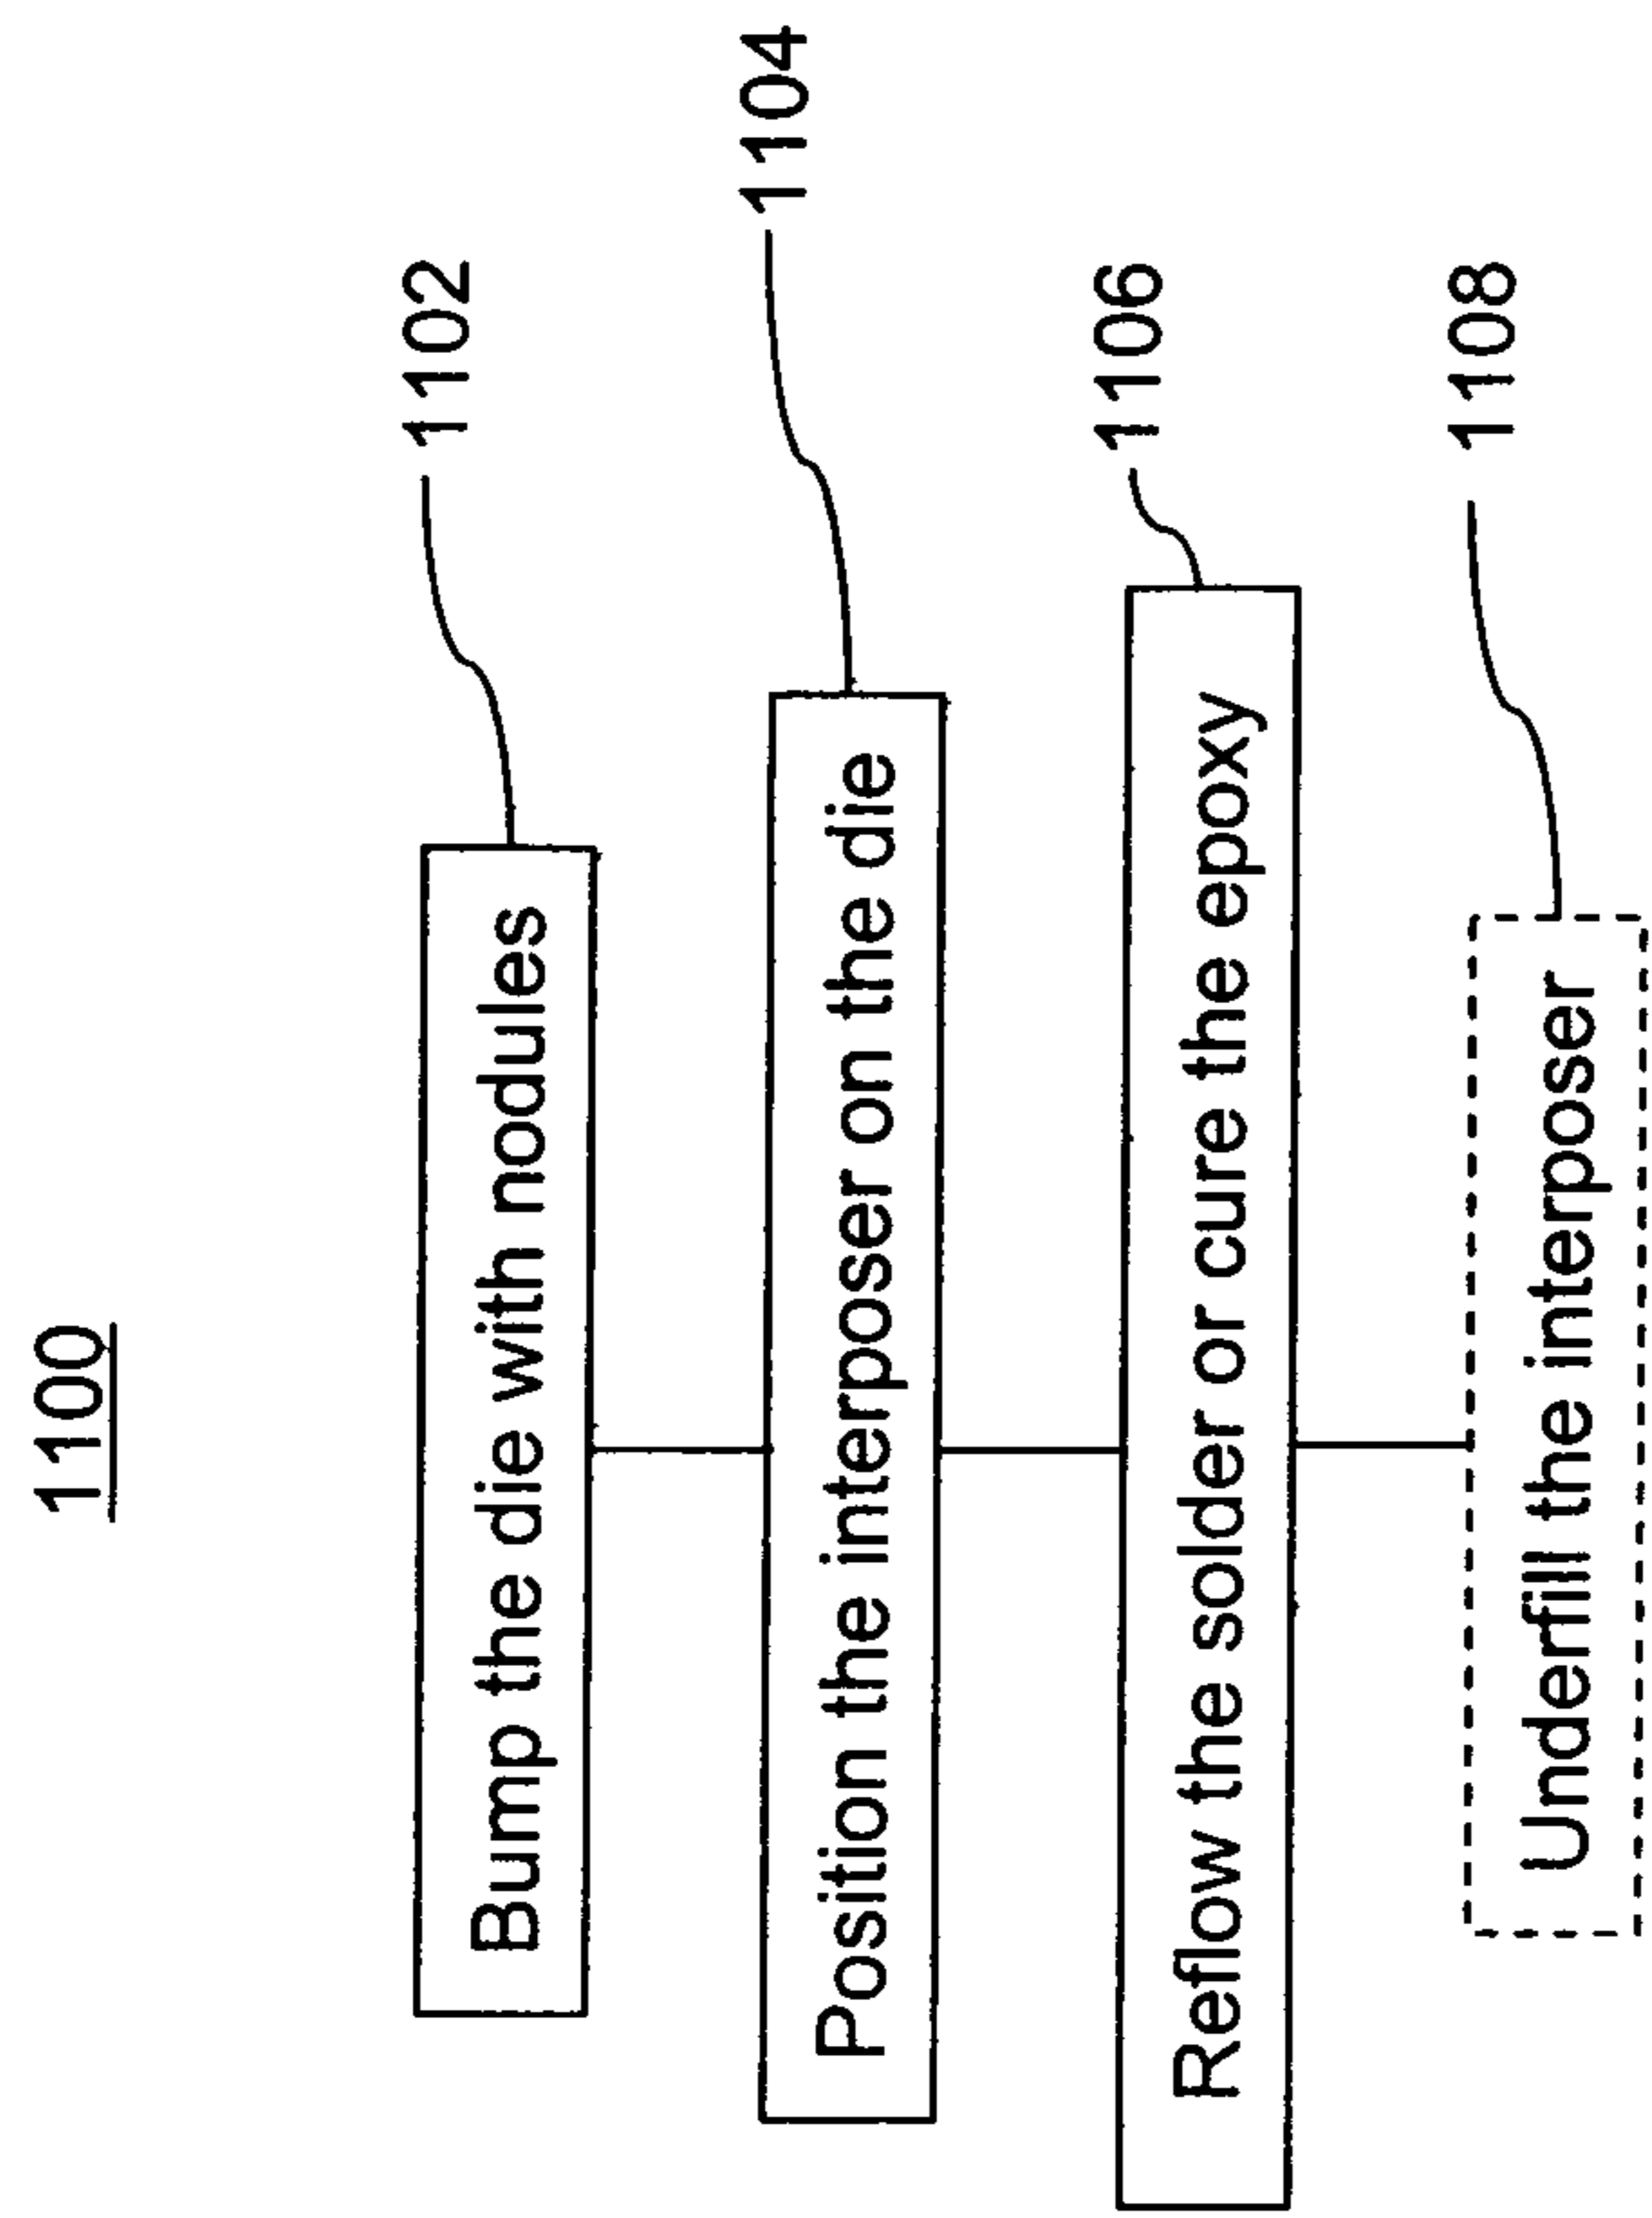 1100
Bump the die with nodules
1102
Position the interposer on the die
1104
Reflow the solder or cure the epoxy
1106
Underfill the interposer
1108